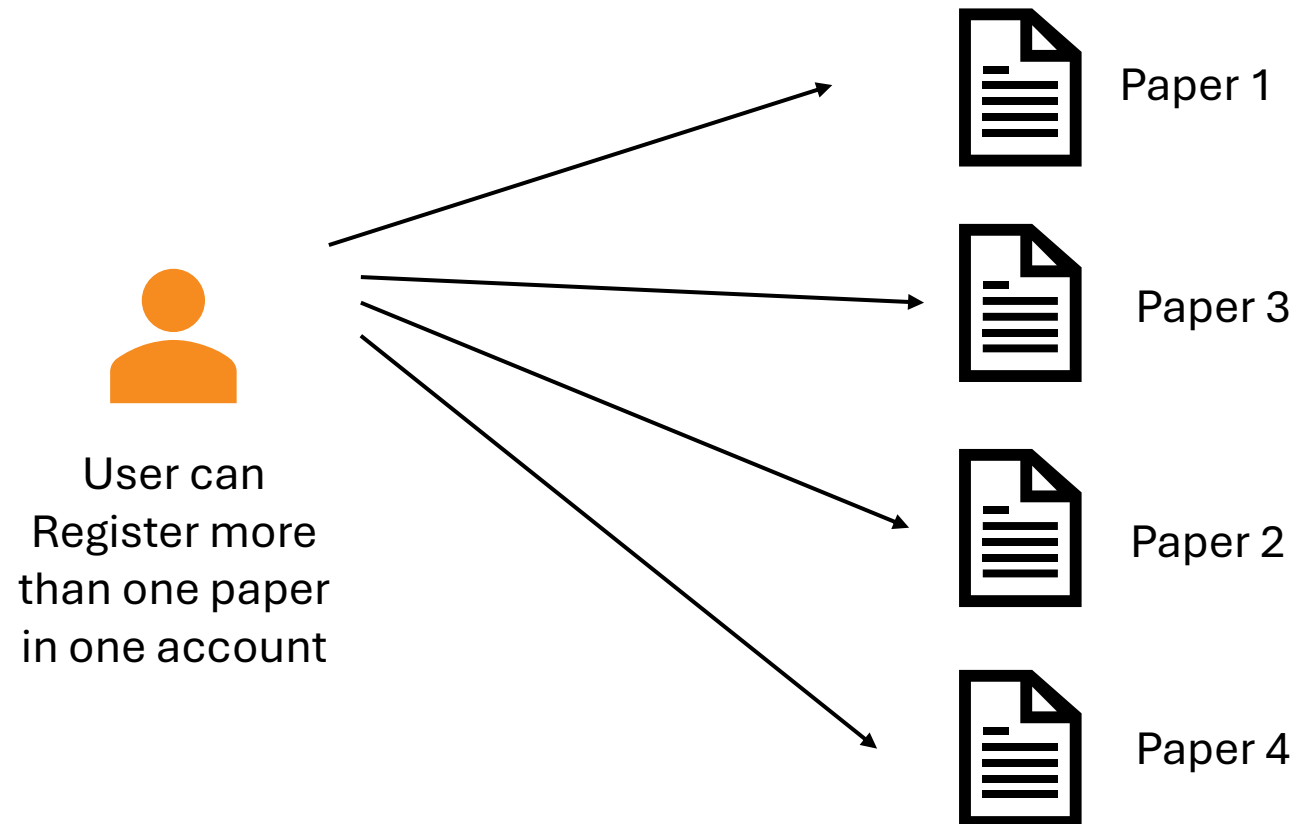 Paper 1
Paper 3
User can
Register more
than one paper
in one account
Paper 2
Paper 4